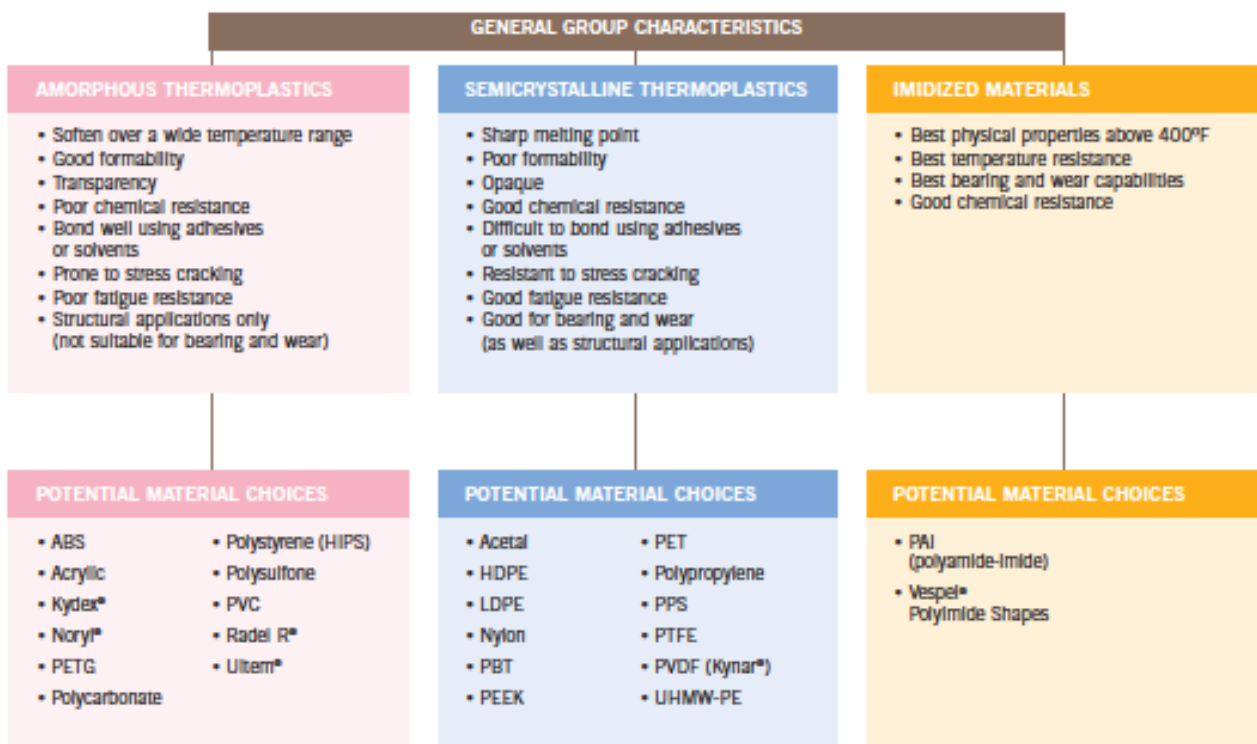 GENERAL GROUP CHARACTERISTICS
AMORPHOUS THERMOPLASTICS
• Soften over a wide temperature range
• Good formability
• Transparency
• Poor chemical resistance
• Bond well using adhesives
or solvents
• Prone to stress cracking
• Poor fatigue resistance
• Structural applications only
(not suitable for bearing and wear)
SEMICRYSTALLINE THERMOPLASTICS
• Sharp melting point
• Poor formability
• Opaque
• Good chemical resistance
• Difficult to bond using adhesives
or solvents
• Resistant to stress cracking
• Good fatigue resistance
• Good for bearing and wear
(as well as structural applications)
IMIDIZED MATERIALS
• Best physical properties above 400ºF
• Best temperature resistance
• Best bearing and wear capabilities
• Good chemical resistance
POTENTIAL MATERIAL CHOICES
• ABS
• Acrylic
• Kydex®
• Noryl®
• PETG
• Polycarbonate
• Polystyrene (HIPS)
• Polysulfone
• PVC
• Radel R®
• Ultem®
POTENTIAL MATERIAL CHOICES
• Acetal
• HDPE
• LDPE
• Nylon
• PBT
• PEEK
• PET
• Polypropylene
• PPS
• PTFE
• PVDF (Kynar®)
• UHMW-PE
POTENTIAL MATERIAL CHOICES
• PAI
(polyamide-imide)
• Vespel®
Polyimide Shapes